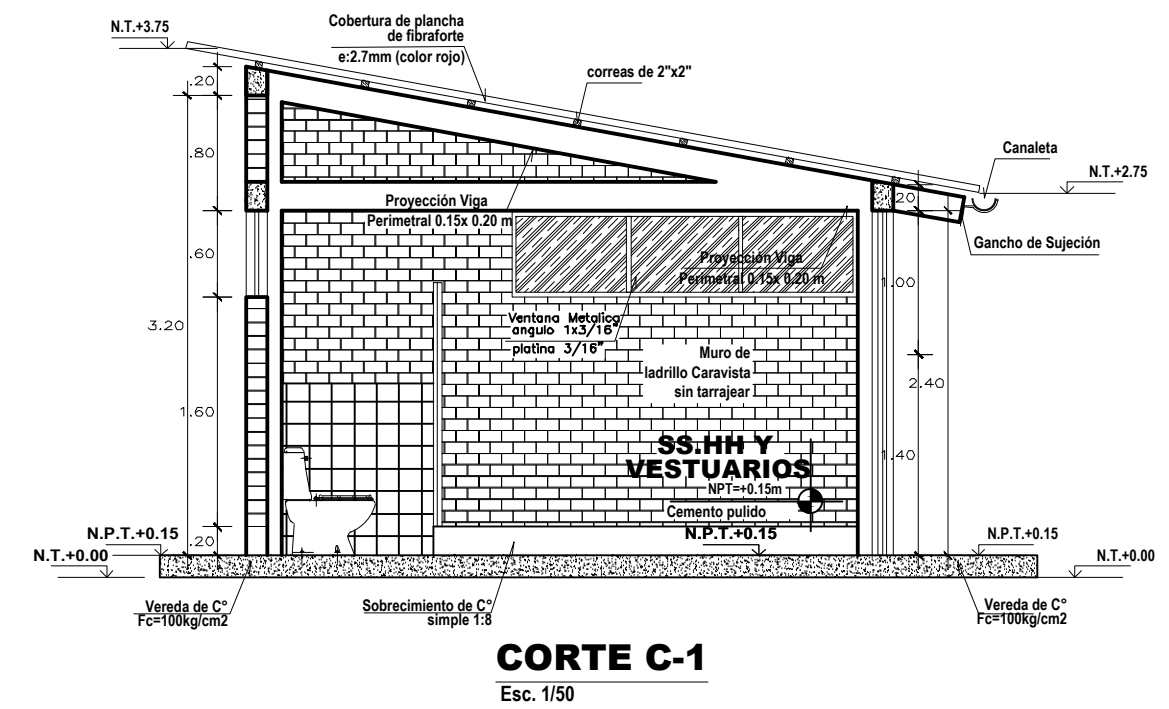 N.T.+3.75
Cobertura de plancha
de fibraforte
e:2.7mm (color rojo)
correas de 2"x2"
Canaleta
N.T.+2.75
Gancho de Sujeción
.20
.80
.60
3.20
1.60
.20
Proyección Viga
Perimetral 0.15x 0.20 m
Proyección Viga
Perimetral 0.15x 0.20 m
.20
1.00
2.40
1.40
Ventana Metalica
angulo 1x3/16"
platina 3/16"
Muro de
ladrillo Caravista
sin tarrajear
SS.HH Y
VESTUARIOS
NPT=+0.15m
Cemento pulido
N.P.T.+0.15
N.T.+0.00
N.P.T.+0.15
N.P.T.+0.15
N.T.+0.00
Vereda de C°
Fc=100kg/cm2
Sobrecimiento de C°
simple 1:8
Vereda de C°
Fc=100kg/cm2
CORTE C-1
Esc. 1/50